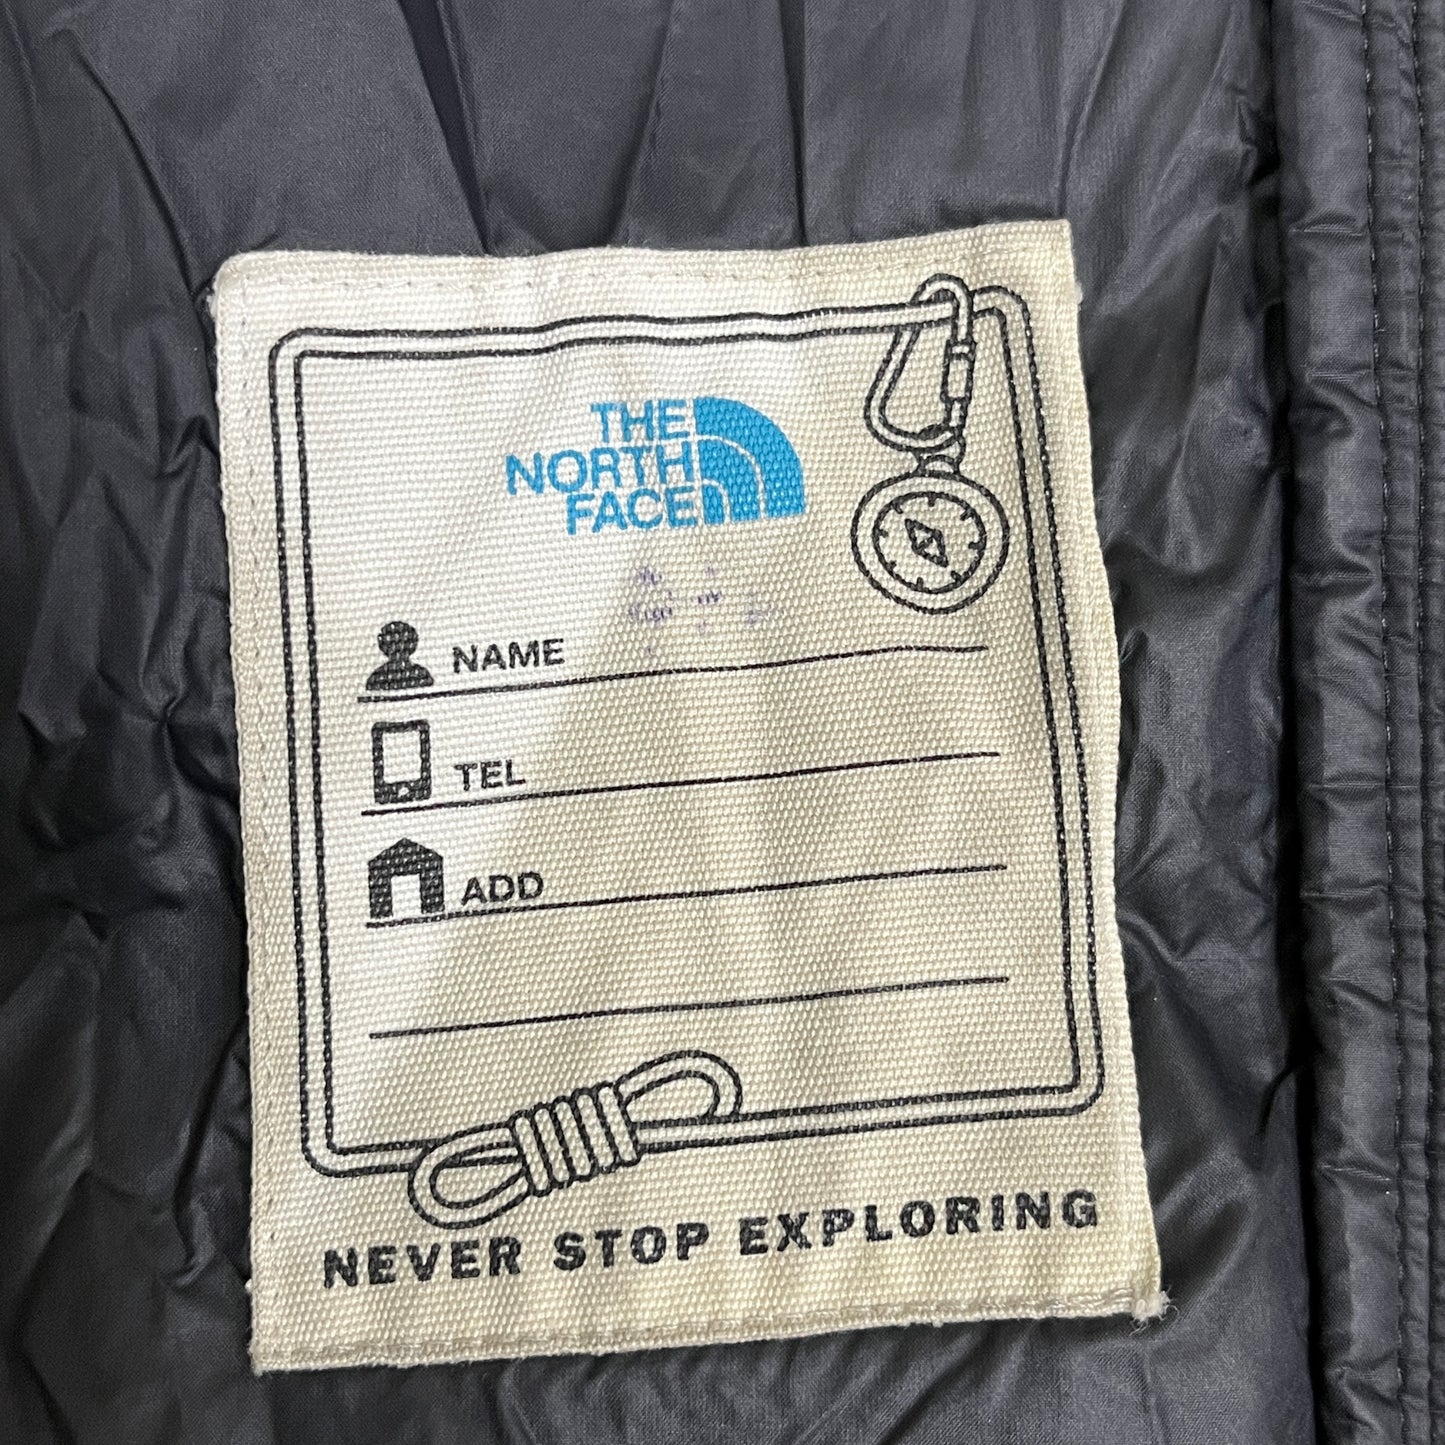 THE
NORTH
FACE
NAME
TEL
ADD
NEVER STOP EXPLORING